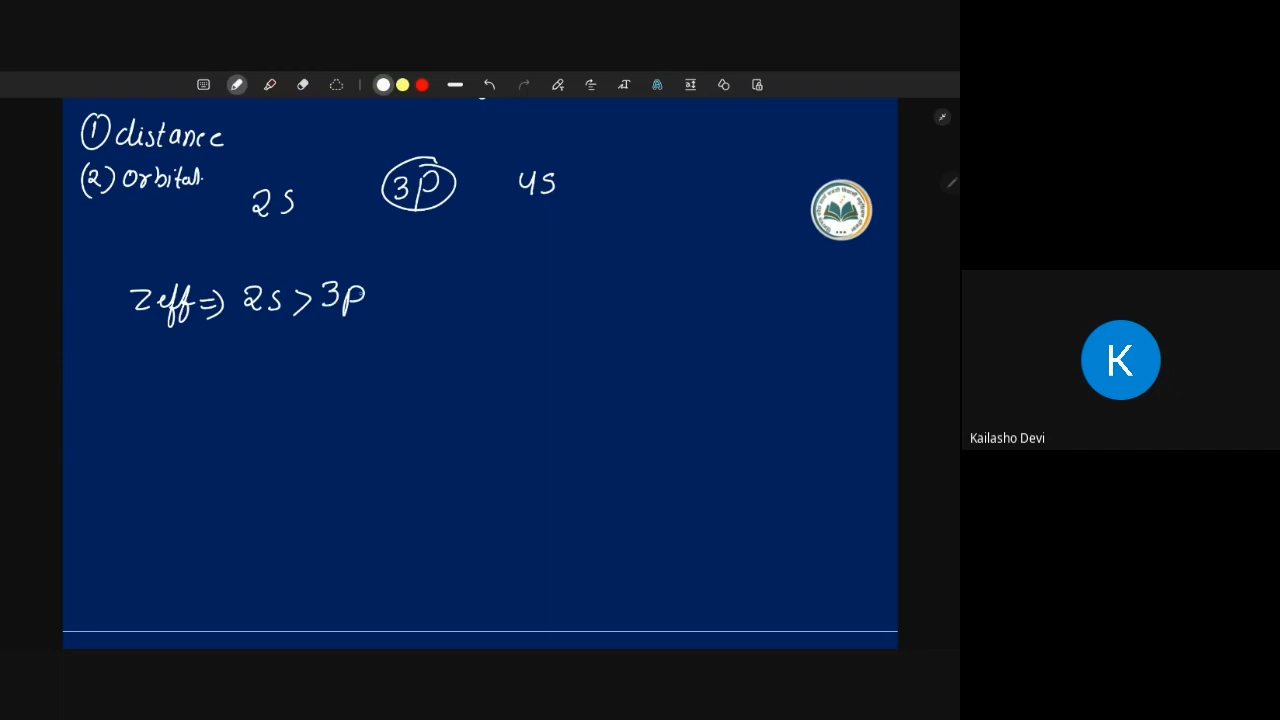 ① distance
(2) Orbital.
2s 3p 4s
Zeff ⇒ 2s > 3p
K
Kailasho Devi